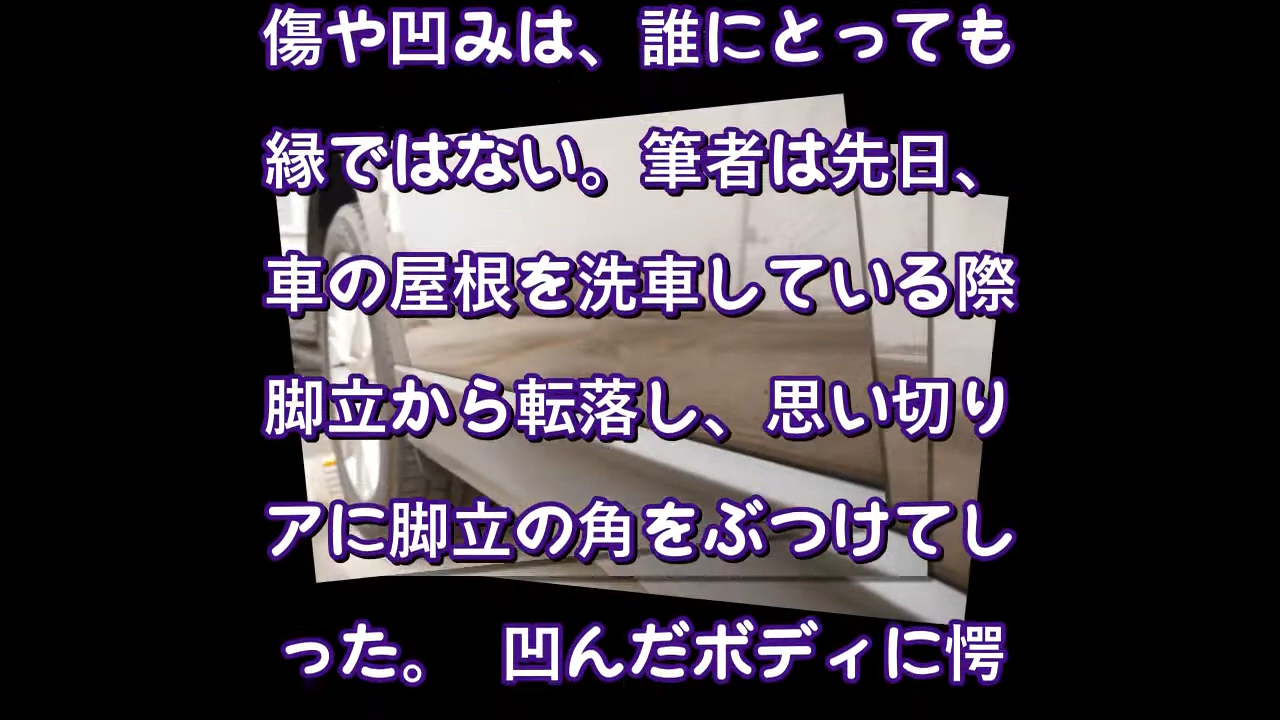 傷や凹みは、誰にとっても
縁ではない。筆者は先日、
車の屋根を洗車している際
脚立から転落し、思い切り
アに脚立の角をぶつけてし
った。　凹んだボディに愕